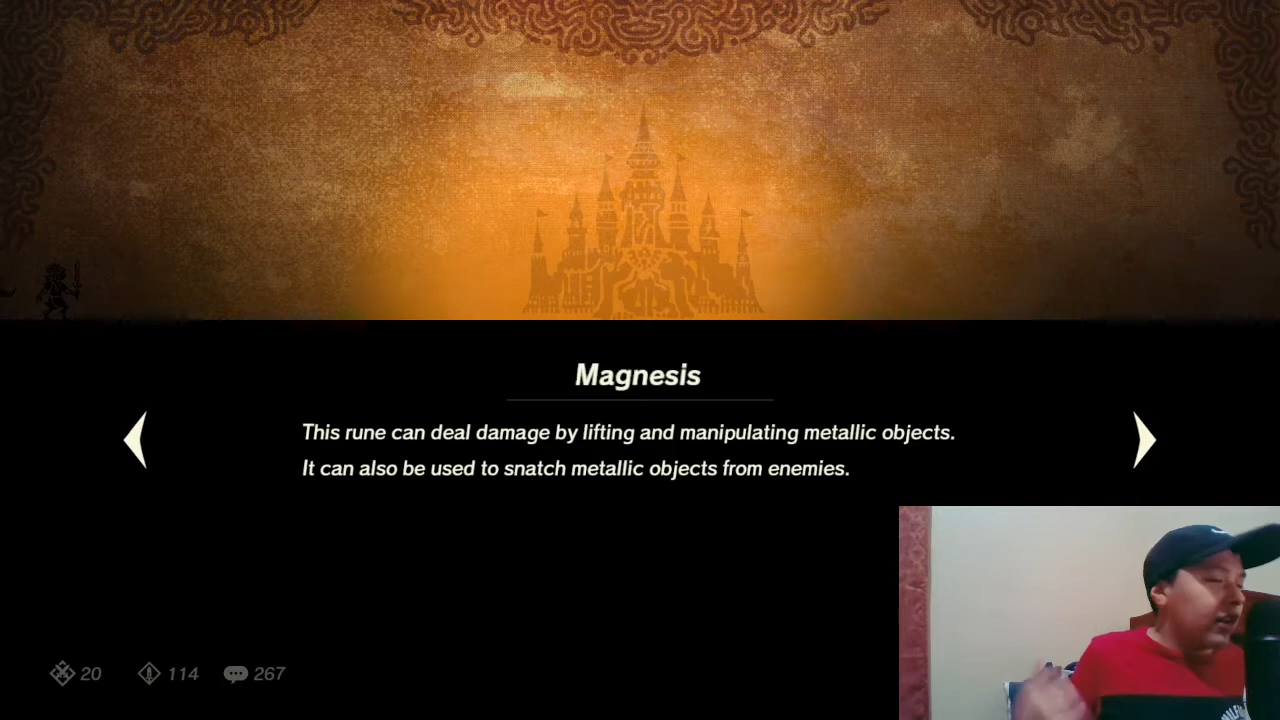 Magnesis
This rune can deal damage by lifting and manipulating metallic objects.
It can also be used to snatch metallic objects from enemies.
20 114 267